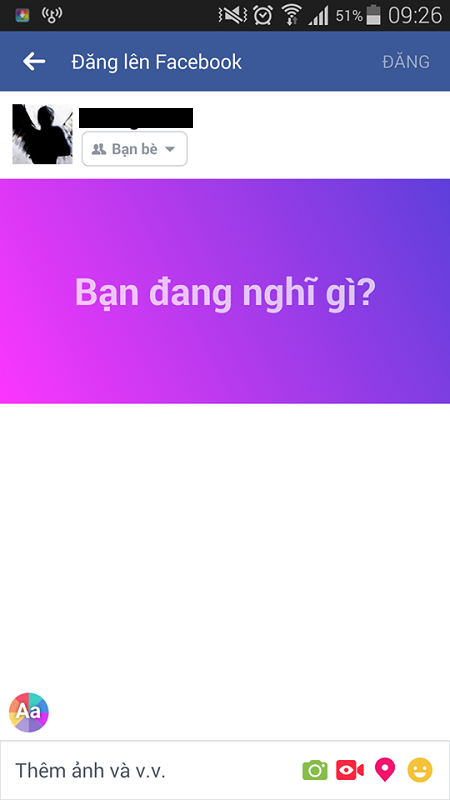 51% 09:26
Đăng lên Facebook ĐĂNG
Bạn bè
Bạn đang nghĩ gì?
Aa
Thêm ảnh và v.v.